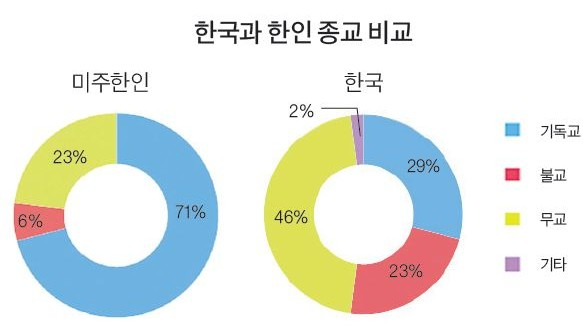 한국과 한인 종교 비교
미주한인
한국
23%
6%
71%
2%
29%
46%
23%
기독교
불교
무교
기타